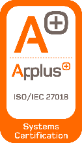 A+
Applus+
ISO/IEC 27018
Systems
Certification